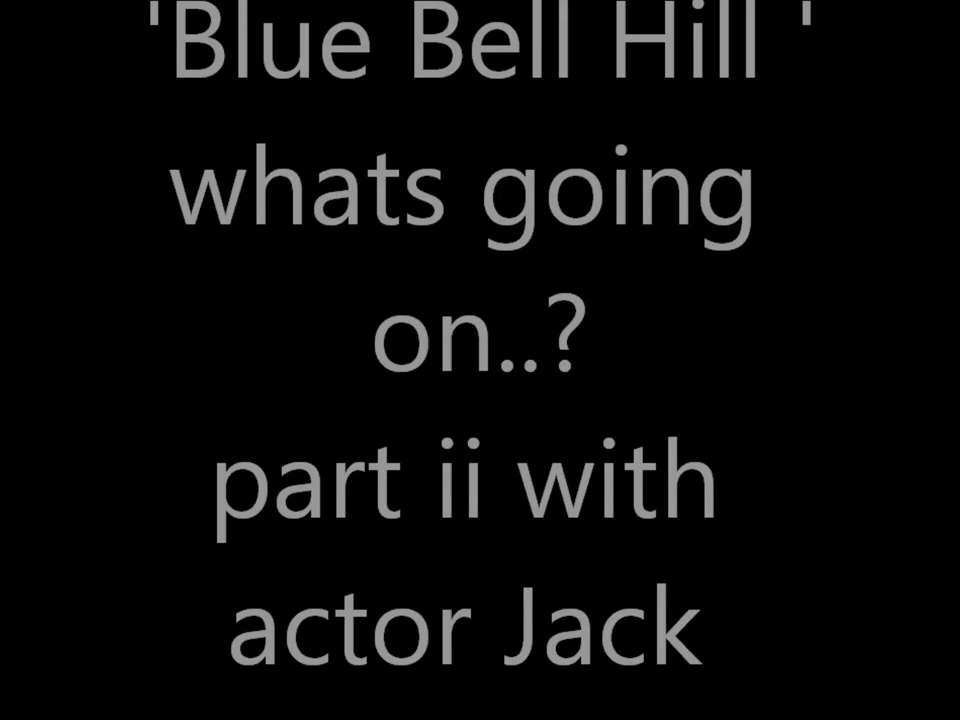 'Blue Bell Hill '
whats going
on..?
part ii with
actor Jack